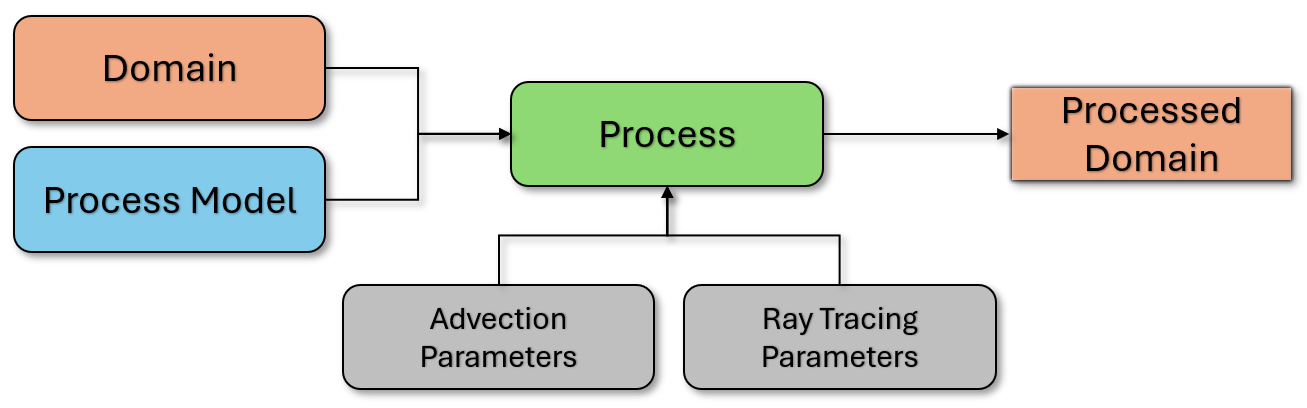 Domain
Process Model
Process
Processed
Domain
Advection
Parameters
Ray Tracing
Parameters